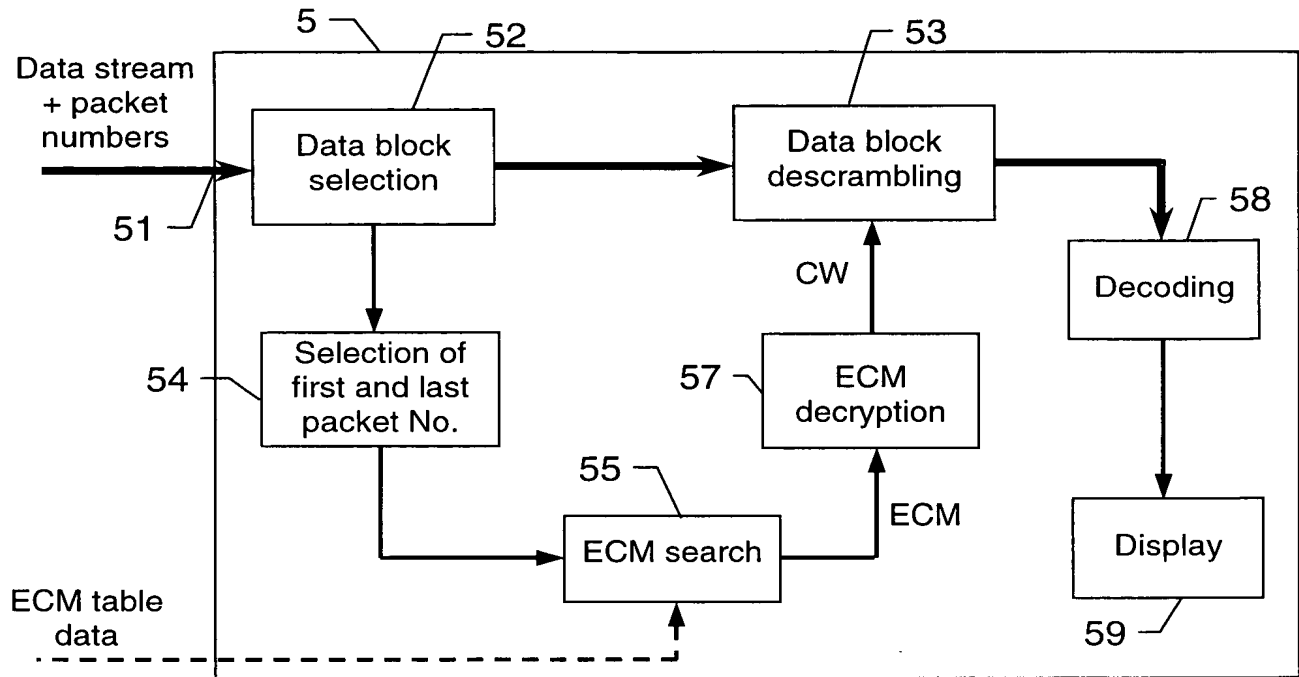 5
52
53
Data stream
+ packet
numbers
Data block
selection
Data block
descrambling
51
58
CW
Decoding
54
Selection of
first and last
packet No.
57
ECM
decryption
55
ECM
ECM search
Display
ECM table
data
59